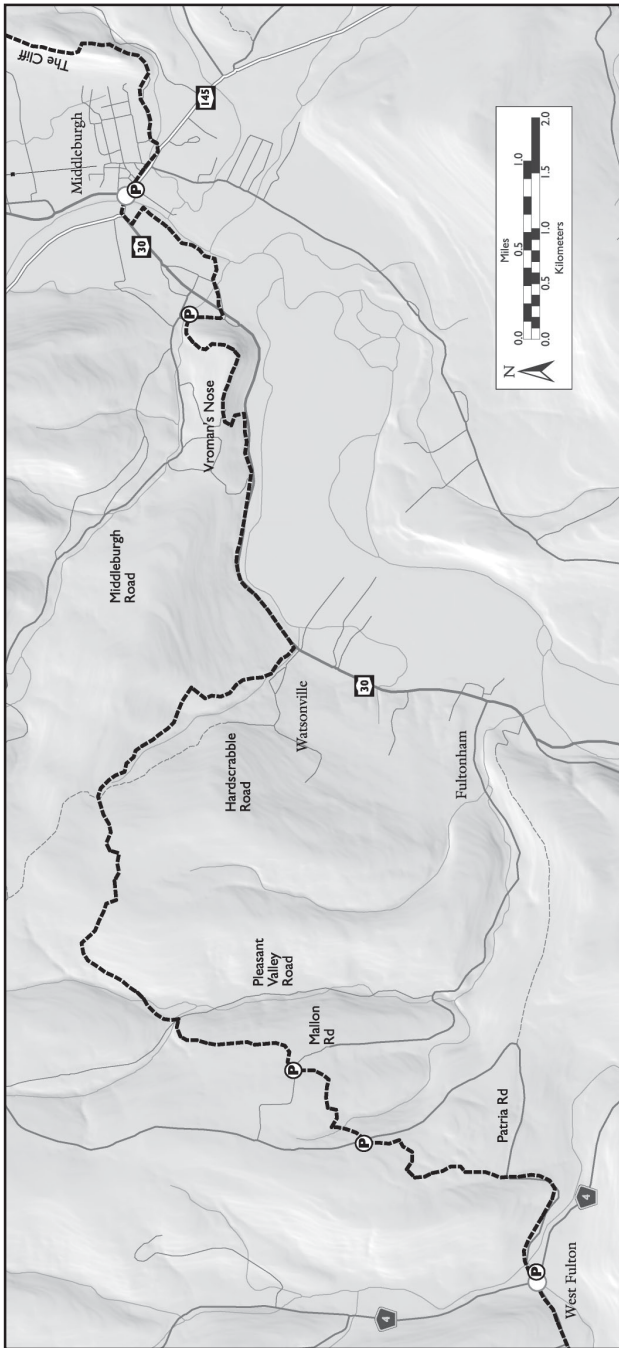 The Cliff
Middleburgh
145
P
30
P
Vroman's Nose
Middleburgh
Road
Watsonville
Hardscrabble
Road
30
Fultonham
Pleasant
Valley
Road
Mallon
Rd
P
P
Patria Rd
4
P
West Fulton
4
N
Miles
0.0
0.5
1.0
0.0
0.5
1.0
1.5
2.0
Kilometers